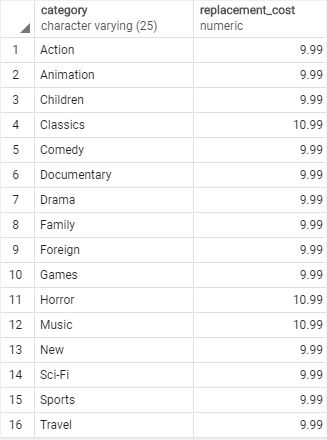 category replacement_cost
character varying (25) numeric
1 Action 9.99
2 Animation 9.99
3 Children 9.99
4 Classics 10.99
5 Comedy 9.99
6 Documentary 9.99
7 Drama 9.99
8 Family 9.99
9 Foreign 9.99
10 Games 9.99
11 Horror 10.99
12 Music 10.99
13 New 9.99
14 Sci-Fi 9.99
15 Sports 9.99
16 Travel 9.99